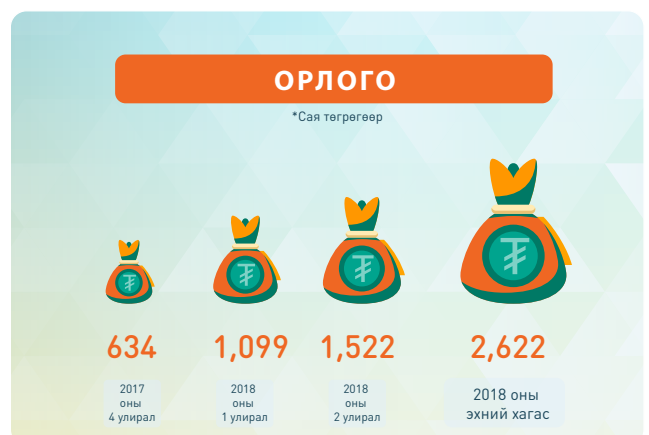 ОРЛОГО
*Сая төгрөгөөр
634
1,099
1,522
2,622
2017
оны
4 улирал
2018
оны
1 улирал
2018
оны
2 улирал
2018 оны
эхний хагас